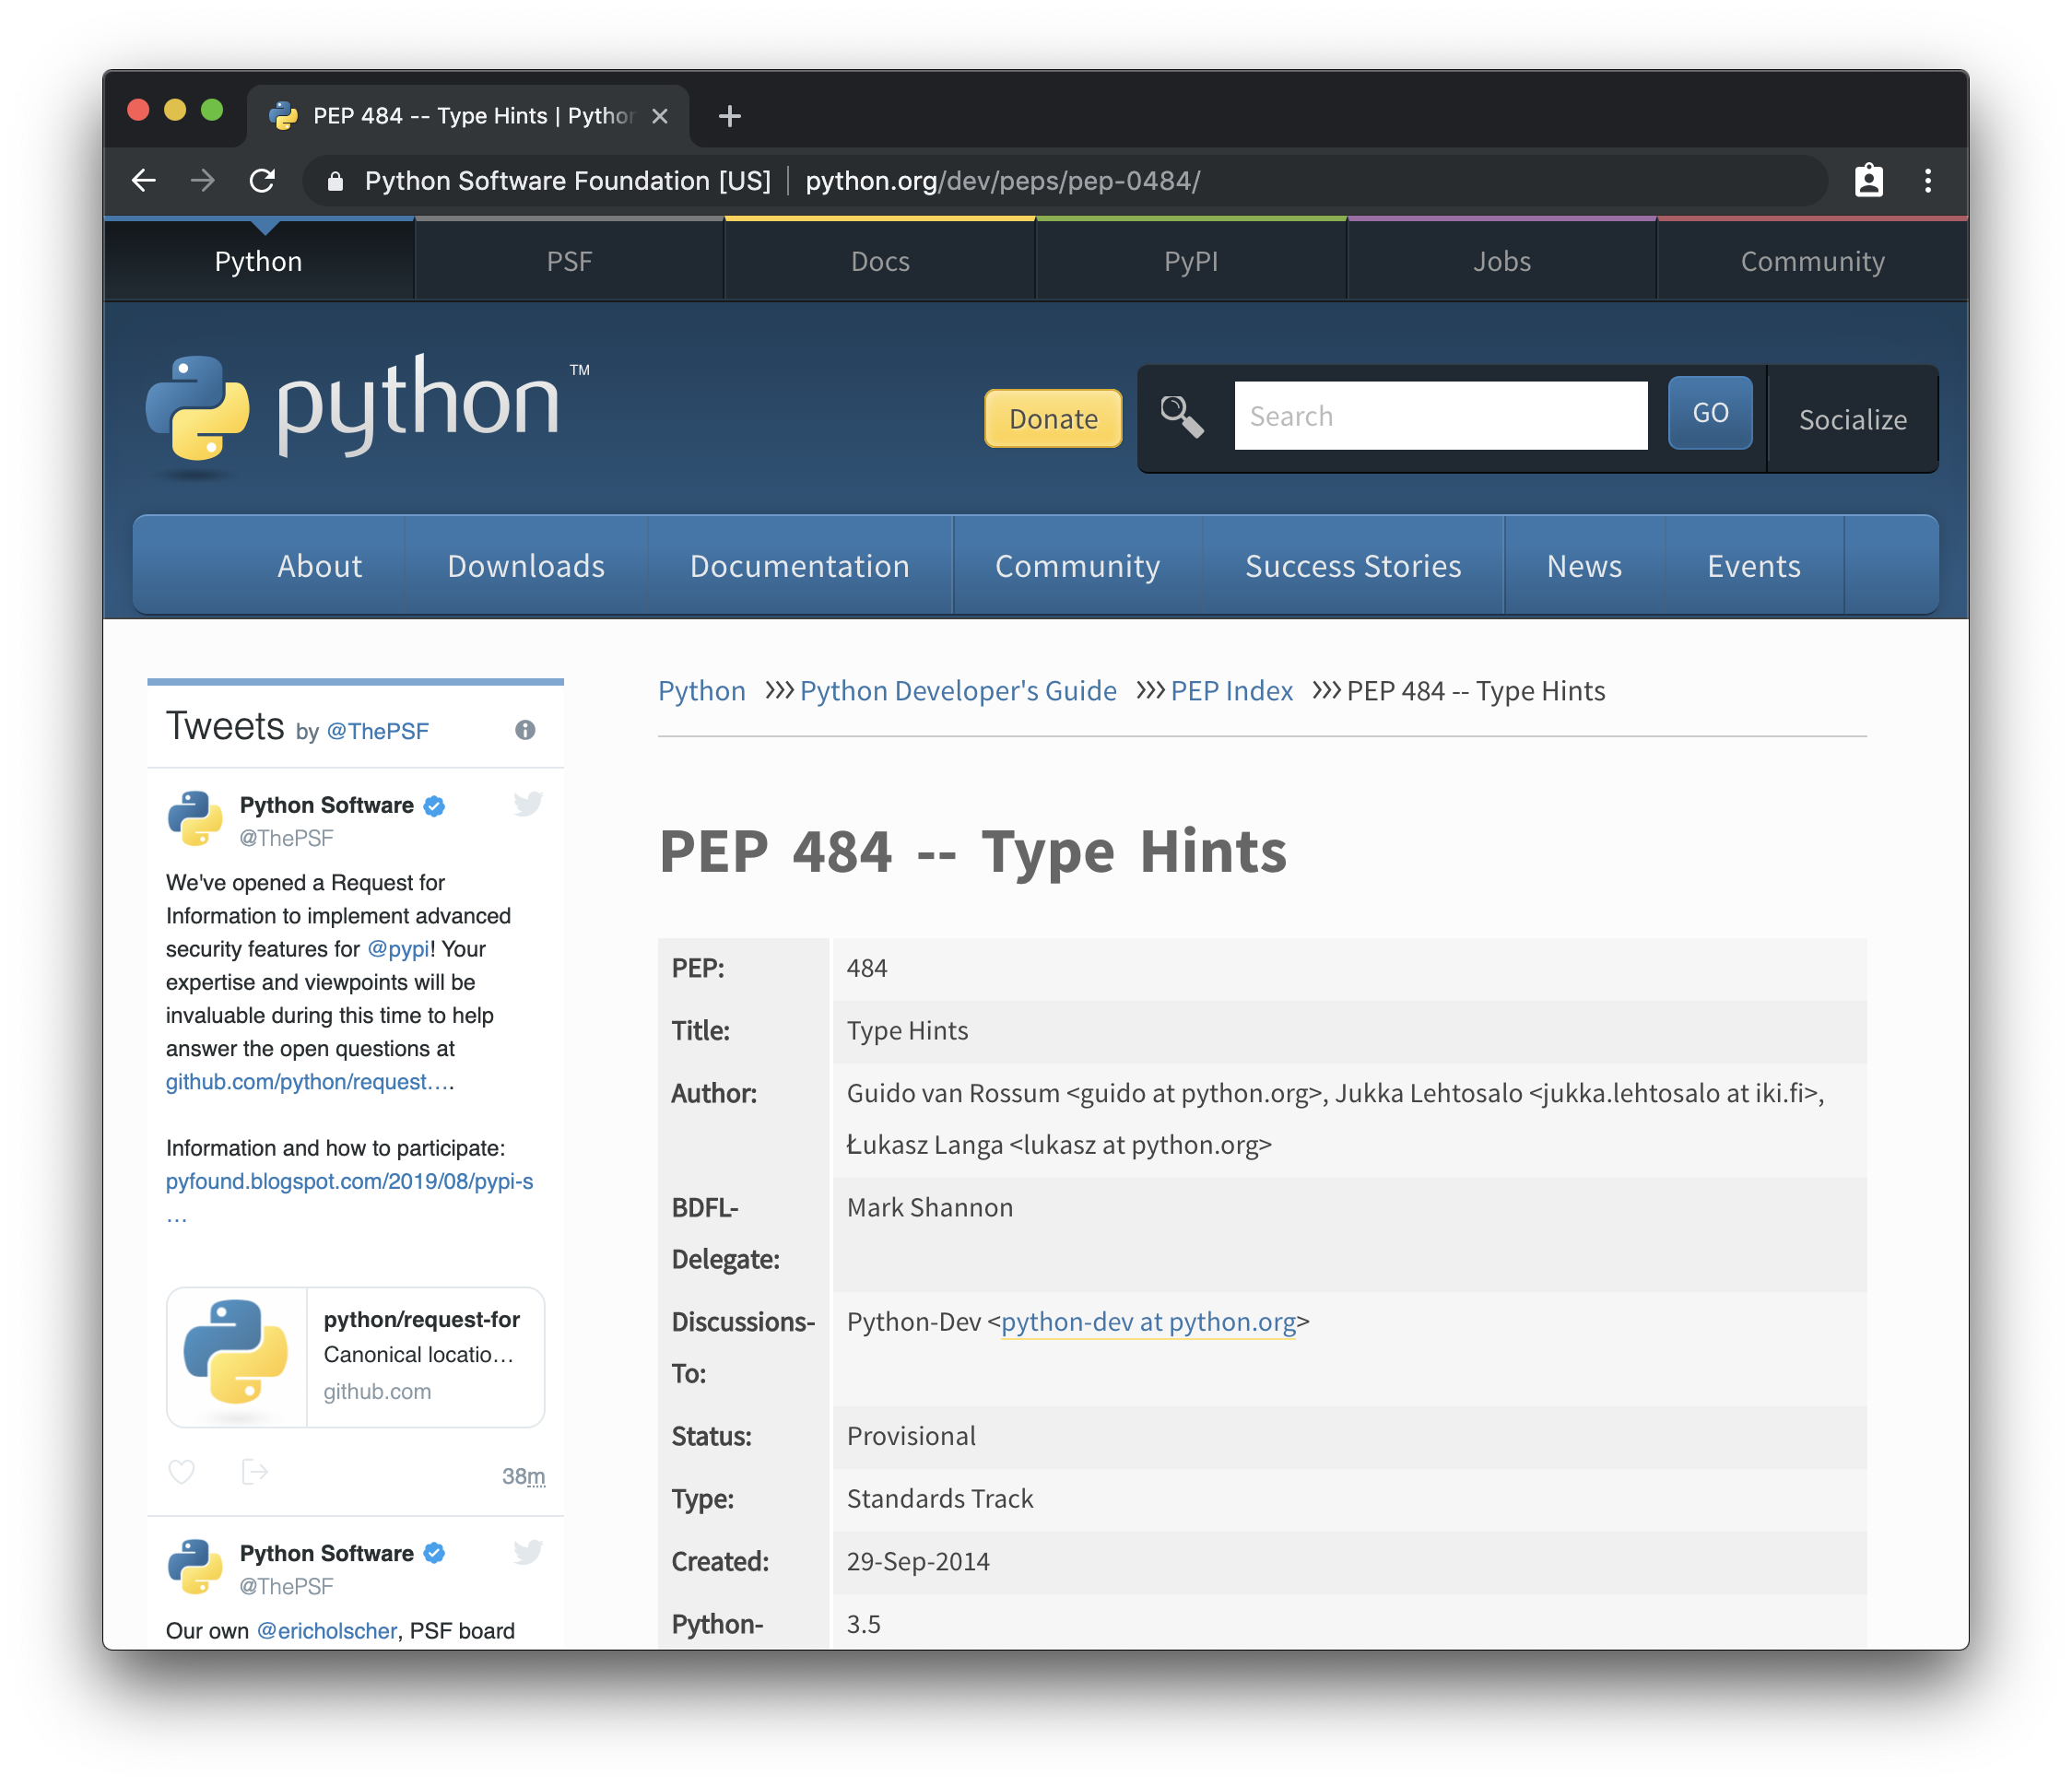 PEP 484 -- Type Hints | Python
Python Software Foundation [US] | python.org/dev/peps/pep-0484/
Python PSF Docs PyPI Jobs Community
python TM
Donate Search GO Socialize
About Downloads Documentation Community Success Stories News Events
Tweets by @ThePSF
Python Software
@ThePSF
We've opened a Request for
Information to implement advanced
security features for @pypi! Your
expertise and viewpoints will be
invaluable during this time to help
answer the open questions at
github.com/python/request….
Information and how to participate:
pyfound.blogspot.com/2019/08/pypi-s
…
python/request-for
Canonical locatio…
github.com
38m
Python Software
@ThePSF
Our own @ericholscher, PSF board
Python >>> Python Developer's Guide >>> PEP Index >>> PEP 484 -- Type Hints
PEP 484 -- Type Hints
PEP: 484
Title: Type Hints
Author: Guido van Rossum <guido at python.org>, Jukka Lehtosalo <jukka.lehtosalo at iki.fi>,
Łukasz Langa <lukasz at python.org>
BDFL- Mark Shannon
Delegate:
Discussions- Python-Dev <python-dev at python.org>
To:
Status: Provisional
Type: Standards Track
Created: 29-Sep-2014
Python- 3.5